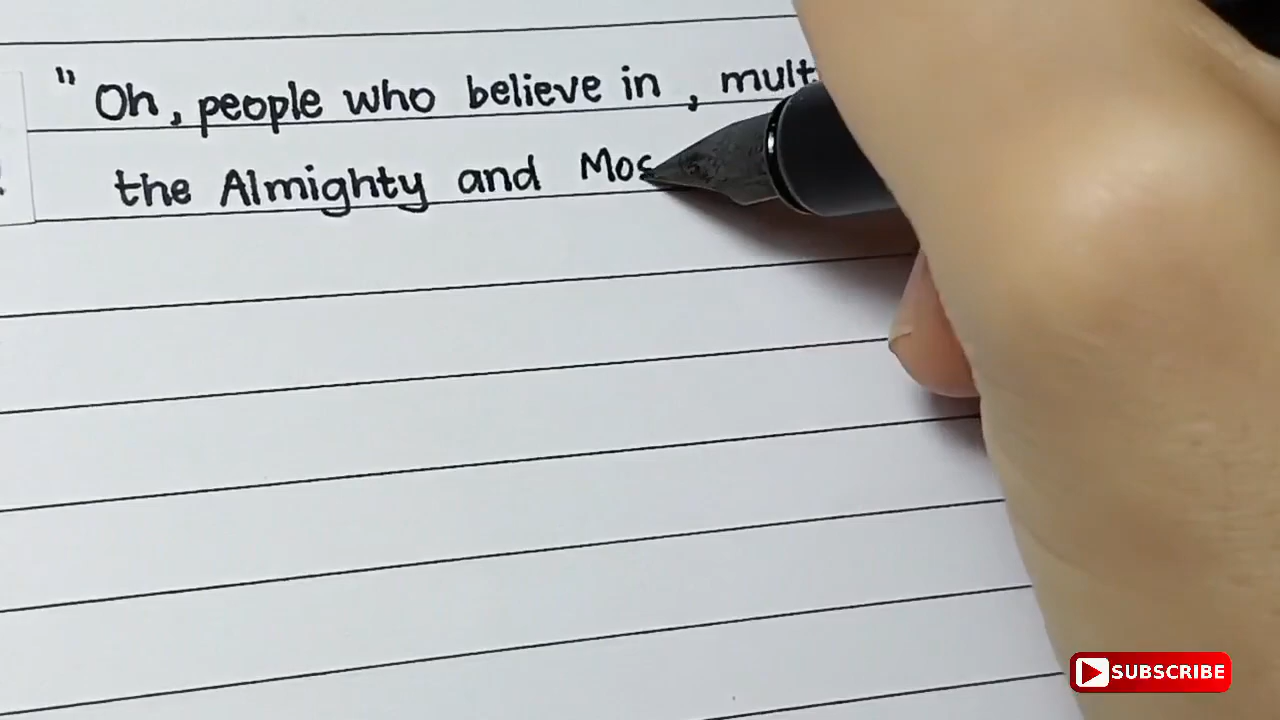 " Oh, people who believe in , mult
the Almighty and Mos
SUBSCRIBE